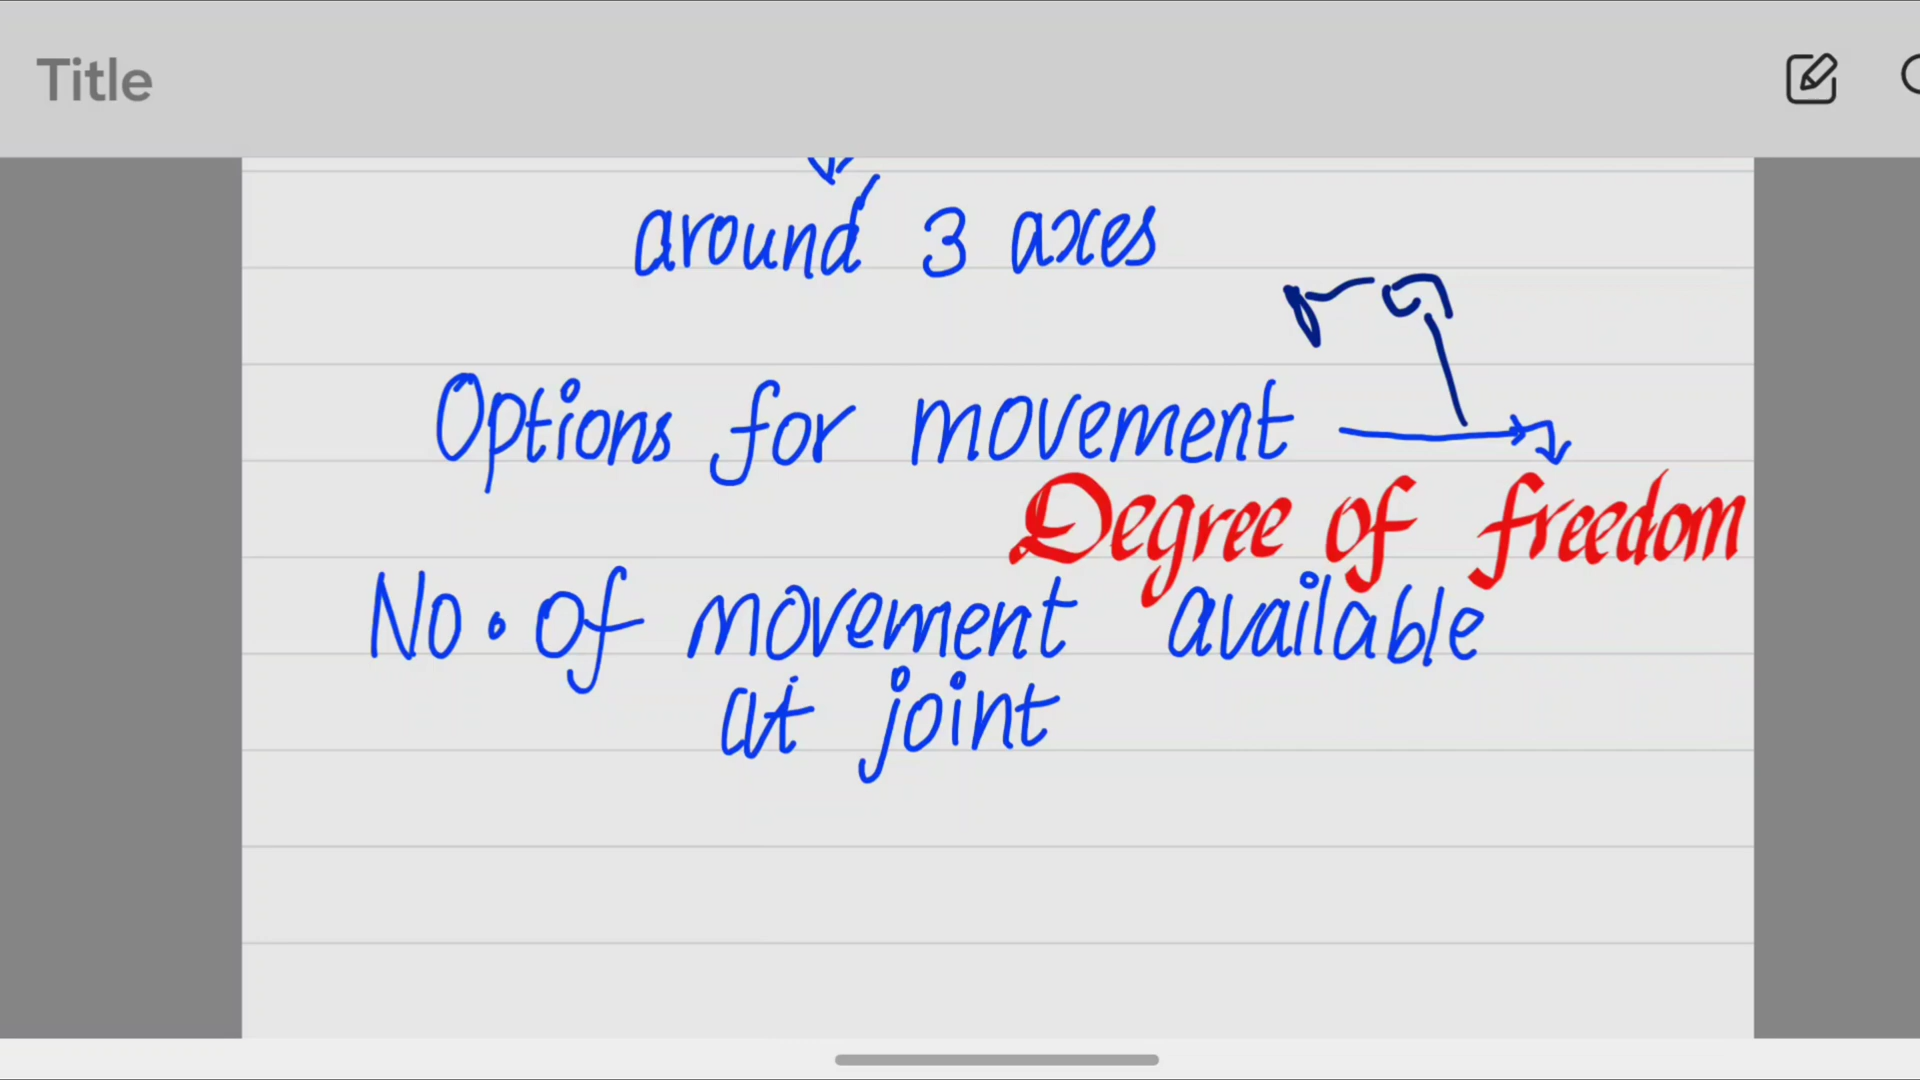 Title
around 3 axes
Options for movement
Degree of freedom
No. of movement available
at joint